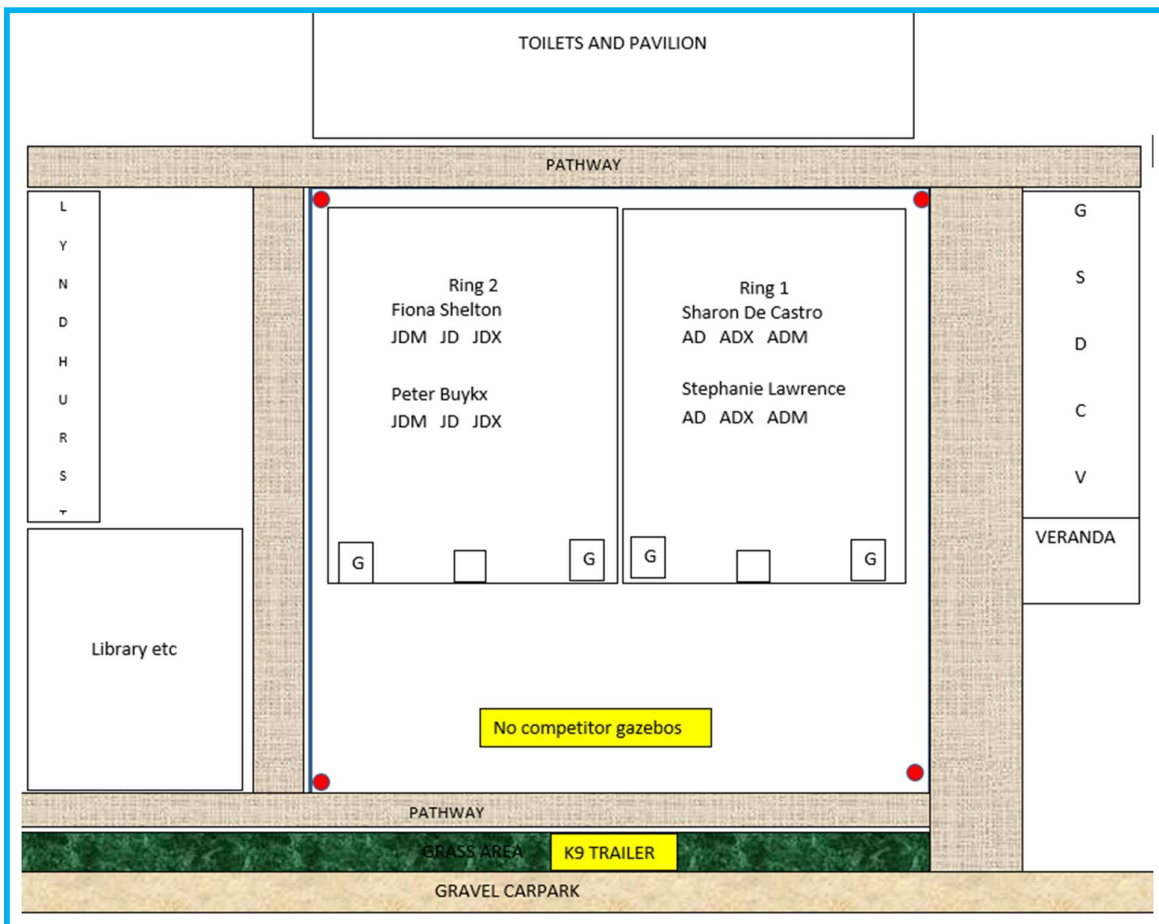 TOILETS AND PAVILION
PATHWAY
L
Y
N
D
H
U
R
S
T
Ring 2
Fiona Shelton
JDM JD JDX
Peter Buykx
JDM JD JDX
Ring 1
Sharon De Castro
AD ADX ADM
Stephanie Lawrence
AD ADX ADM
G
S
D
C
V
VERANDA
G
G
G
G
Library etc
No competitor gazebos
PATHWAY
GRASS AREA
K9 TRAILER
GRAVEL CARPARK